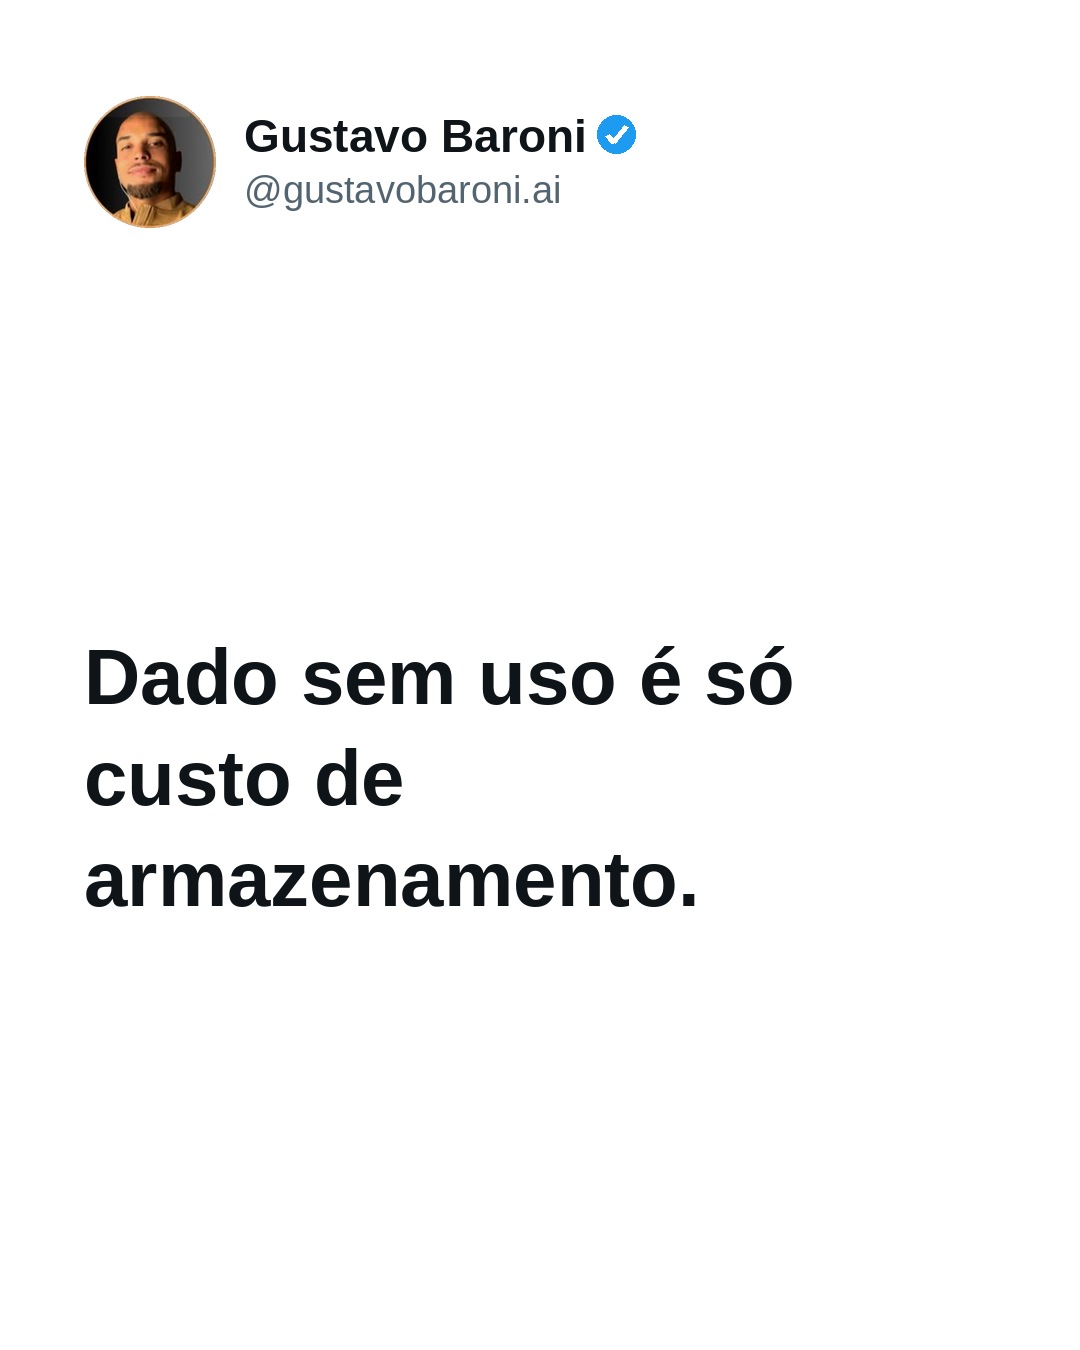 Gustavo Baroni
@gustavobaroni.ai
Dado sem uso é só
custo de
armazenamento.